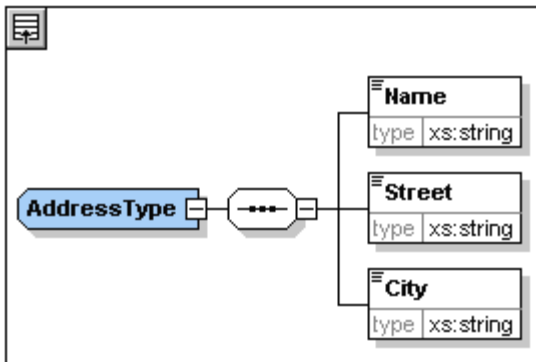 Name
type xs:string
AddressType
Street
type xs:string
City
type xs:string